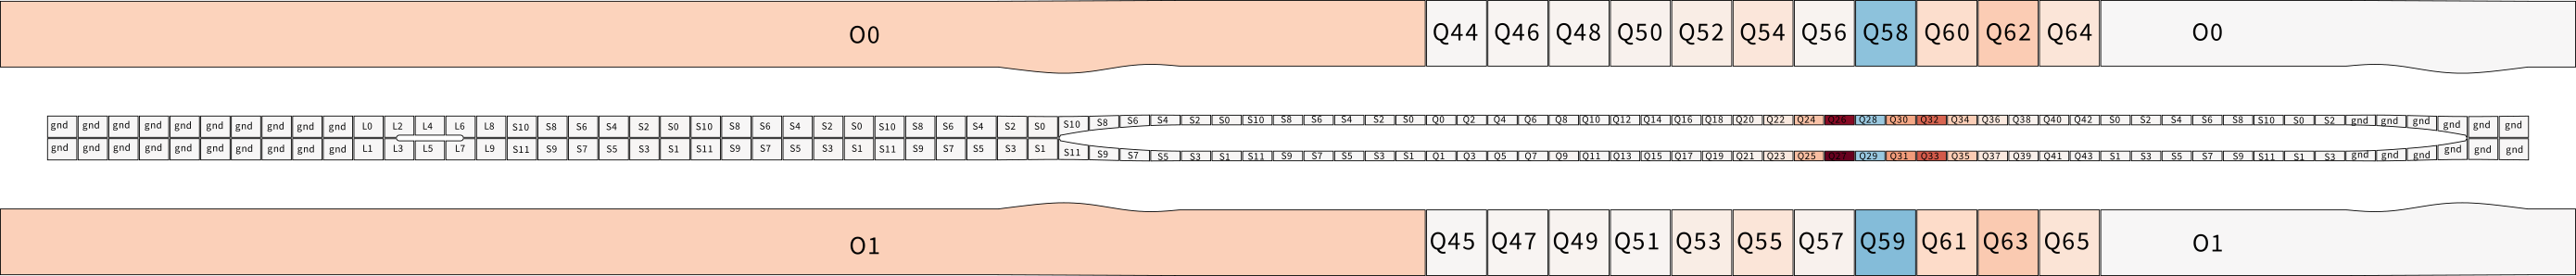 O0 Q44 Q46 Q48 Q50 Q52 Q54 Q56 Q58 Q60 Q62 Q64 O0
gnd gnd gnd gnd gnd gnd gnd gnd gnd gnd L0 L2 L4 L6 L8 S10 S8 S6 S4 S2 S0 S10 S8 S6 S4 S2 S0 S10 S8 S6 S4 S2 S0 S10 S8 S6 S4 S2 S0 S10 S8 S6 S4 S2 S0 Q0 Q2 Q4 Q6 Q8 Q10 Q12 Q14 Q16 Q18 Q20 Q22 Q24 Q26 Q28 Q30 Q32 Q34 Q36 Q38 Q40 Q42 S0 S2 S4 S6 S8 S10 S0 S2 gnd gnd gnd gnd gnd gnd
gnd gnd gnd gnd gnd gnd gnd gnd gnd gnd L1 L3 L5 L7 L9 S11 S9 S7 S5 S3 S1 S11 S9 S7 S5 S3 S1 S11 S9 S7 S5 S3 S1 S11 S9 S7 S5 S3 S1 S11 S9 S7 S5 S3 S1 Q1 Q3 Q5 Q7 Q9 Q11 Q13 Q15 Q17 Q19 Q21 Q23 Q25 Q27 Q29 Q31 Q33 Q35 Q37 Q39 Q41 Q43 S1 S3 S5 S7 S9 S11 S1 S3 gnd gnd gnd gnd gnd gnd
O1 Q45 Q47 Q49 Q51 Q53 Q55 Q57 Q59 Q61 Q63 Q65 O1